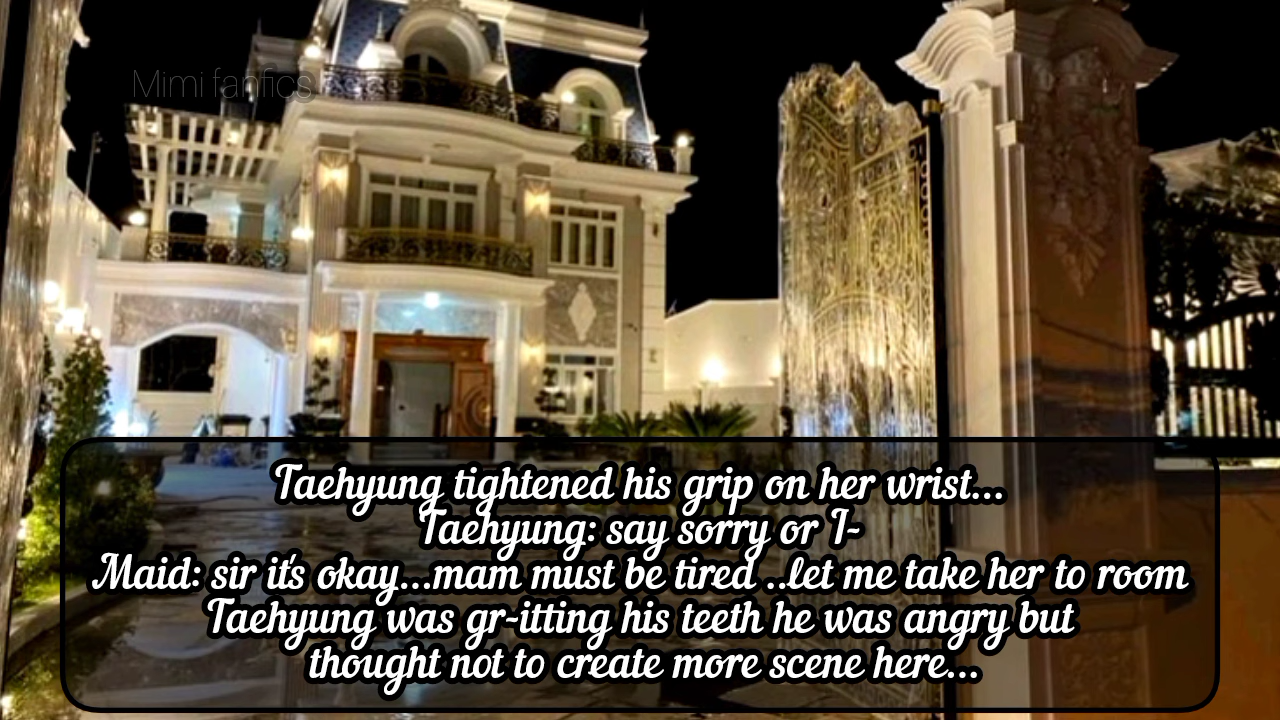 Mimi fanfics
Taehyung tightened his grip on her wrist...
Taehyung: say sorry or I-
Maid: sir it's okay...mam must be tired ..let me take her to room
Taehyung was gr-itting his teeth he was angry but
thought not to create more scene here...